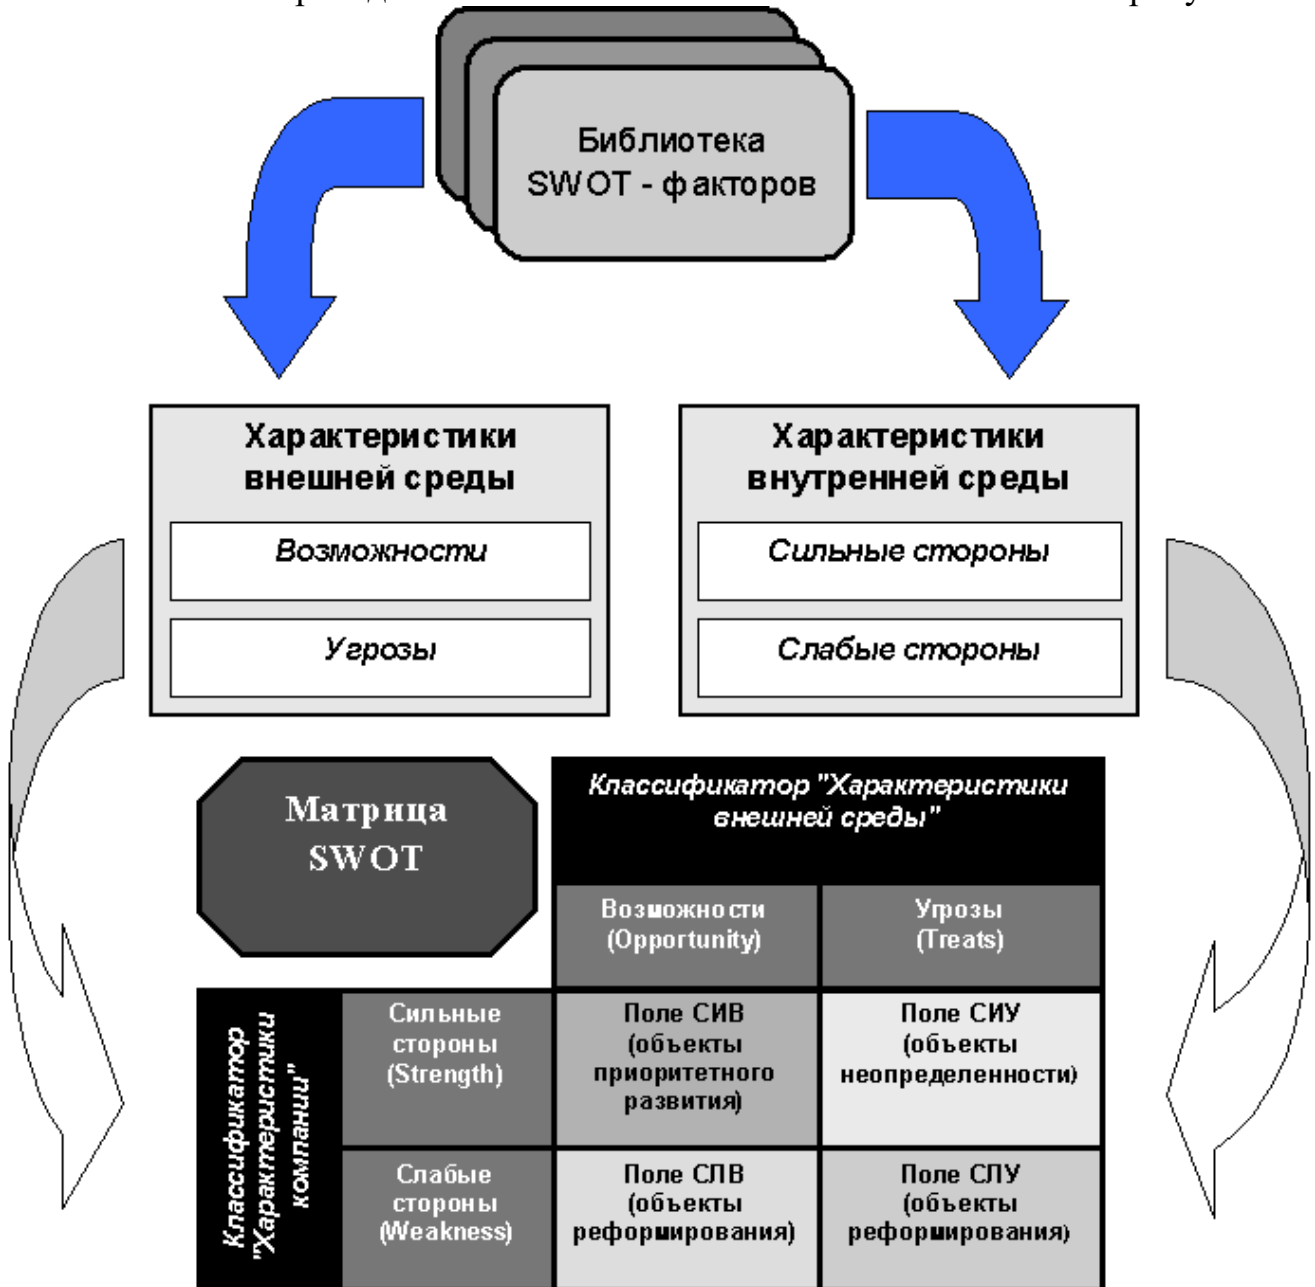 Библиотека
SWOT - факторов
Характеристики
внешней среды
Возможности
Угрозы
Характеристики
внутренней среды
Сильные стороны
Слабые стороны
Матрица
SWOT
Классификатор "Характеристики
внешней среды"
Возможности
(Opportunity)
Угрозы
(Treats)
Классификатор
"Характеристики
компании"
Сильные
стороны
(Strength)
Поле СИВ
(объекты
приоритетного
развития)
Поле СИУ
(объекты
неопределенности)
Слабые
стороны
(Weakness)
Поле СЛВ
(объекты
реформирования)
Поле СЛУ
(объекты
реформирования)